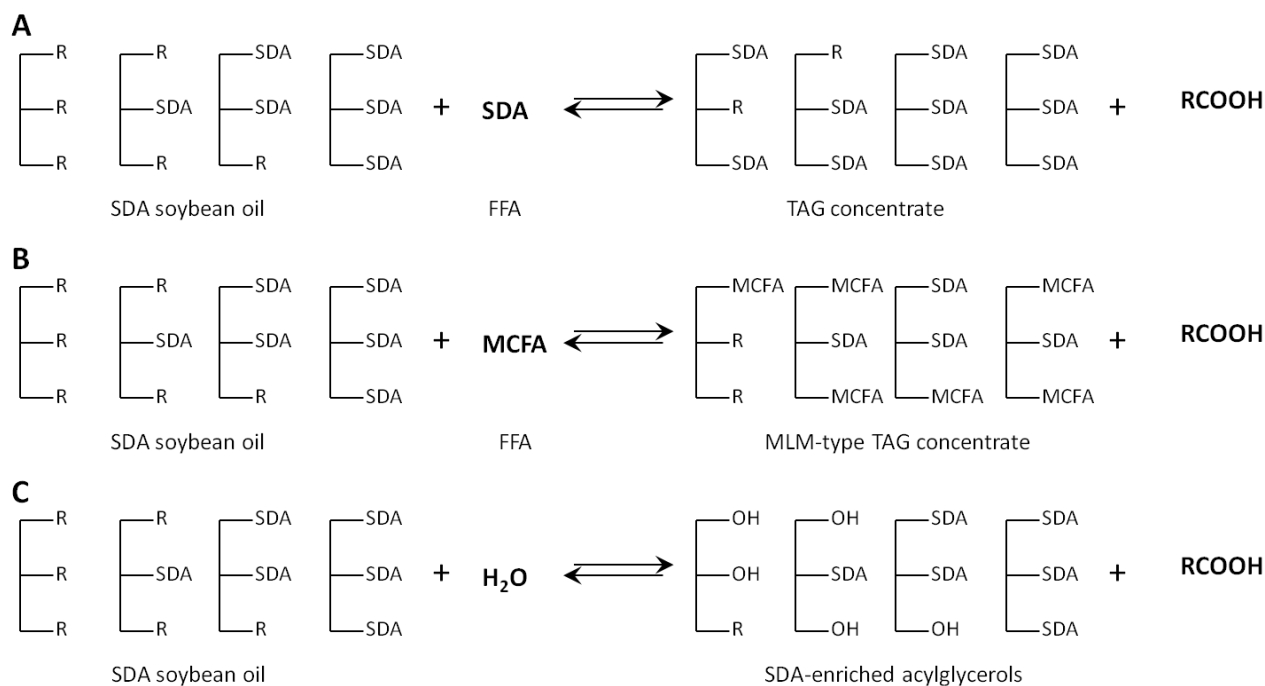 A
R R SDA SDA SDA R SDA SDA
R SDA SDA SDA + SDA R SDA SDA SDA + RCOOH
R R R SDA SDA SDA SDA SDA
SDA soybean oil FFA TAG concentrate
B
R R SDA SDA MCFA MCFA SDA MCFA
R SDA SDA SDA + MCFA R SDA SDA SDA + RCOOH
R R R SDA R MCFA MCFA MCFA
SDA soybean oil FFA MLM-type TAG concentrate
C
R R SDA SDA OH OH SDA SDA
R SDA SDA SDA + H₂O OH SDA SDA SDA + RCOOH
R R R SDA R OH OH SDA
SDA soybean oil SDA-enriched acylglycerols